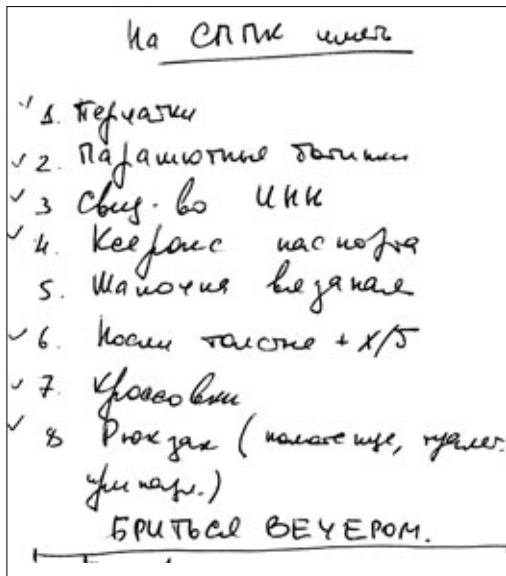 На СППК иметь
✓ 1. Перчатки
✓ 2. Парашютные ботинки
✓ 3 Свид. во ИНН
✓ 4. Ксерокс паспорта
5. Шапочка вязаная
✓ 6. Носки толстые + х/б
✓ 7. Кроссовки
✓ 8 Рюкзак (полотенце, туалет.
принадл.)
БРИТЬСЯ ВЕЧЕРОМ.